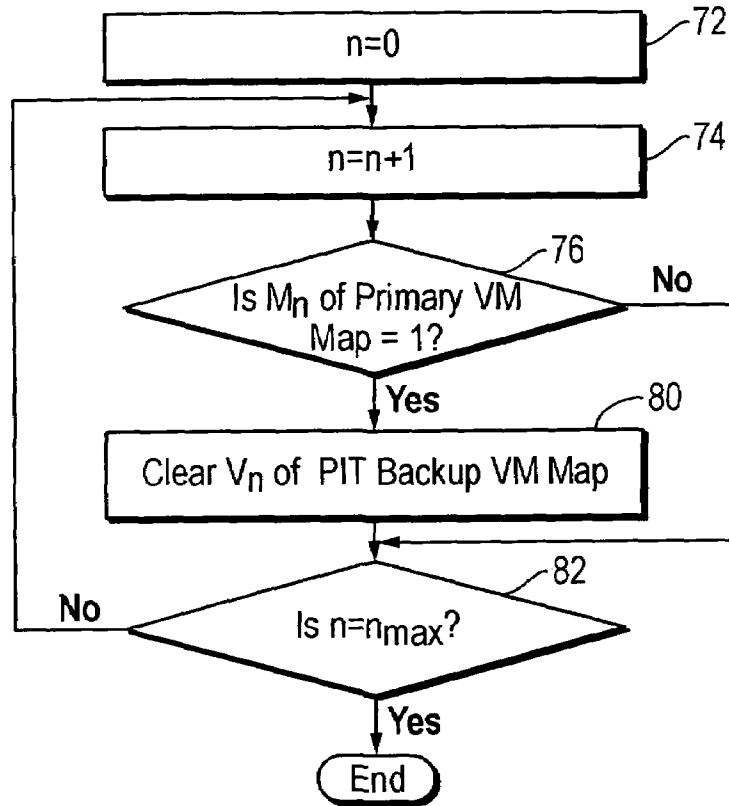 n=0
72
n=n+1
74
76
Is Mn of Primary VM
Map = 1?
No
Yes
80
Clear Vn of PIT Backup VM Map
82
No
Is n=nmax?
Yes
End